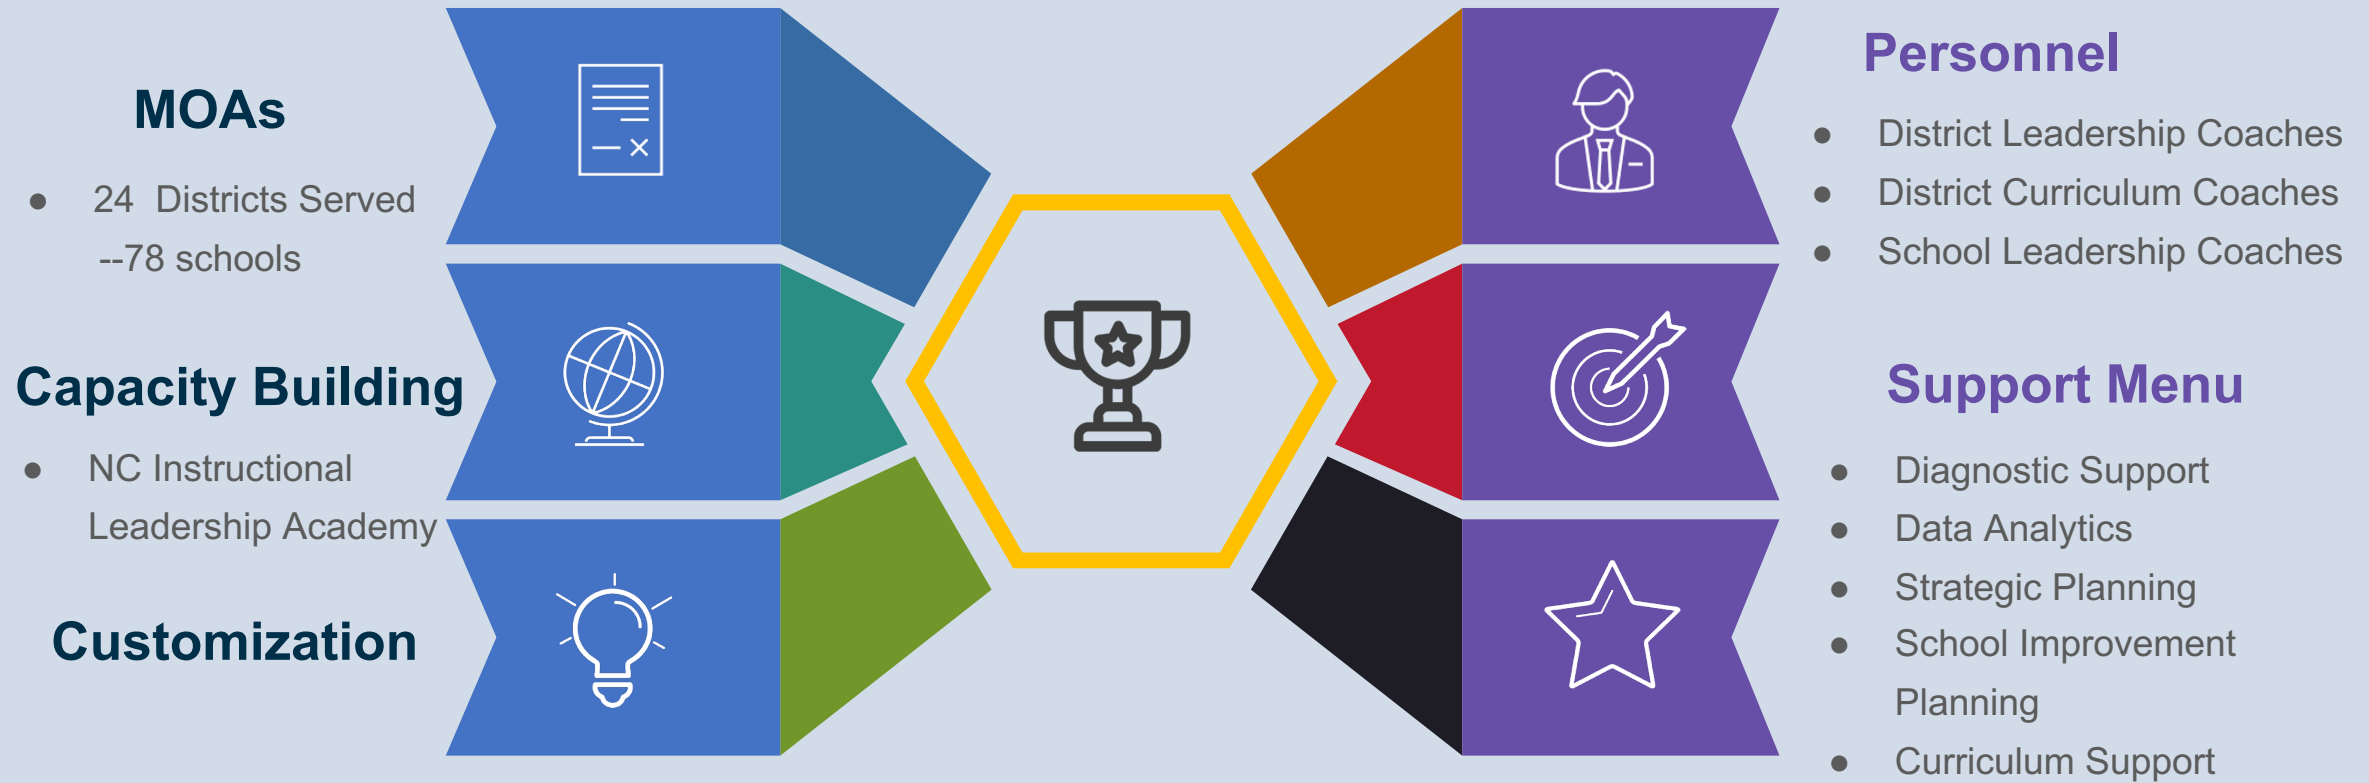 MOAs
● 24 Districts Served
--78 schools
Capacity Building
● NC Instructional
Leadership Academy
Customization
Personnel
● District Leadership Coaches
● District Curriculum Coaches
● School Leadership Coaches
Support Menu
● Diagnostic Support
● Data Analytics
● Strategic Planning
● School Improvement
Planning
● Curriculum Support